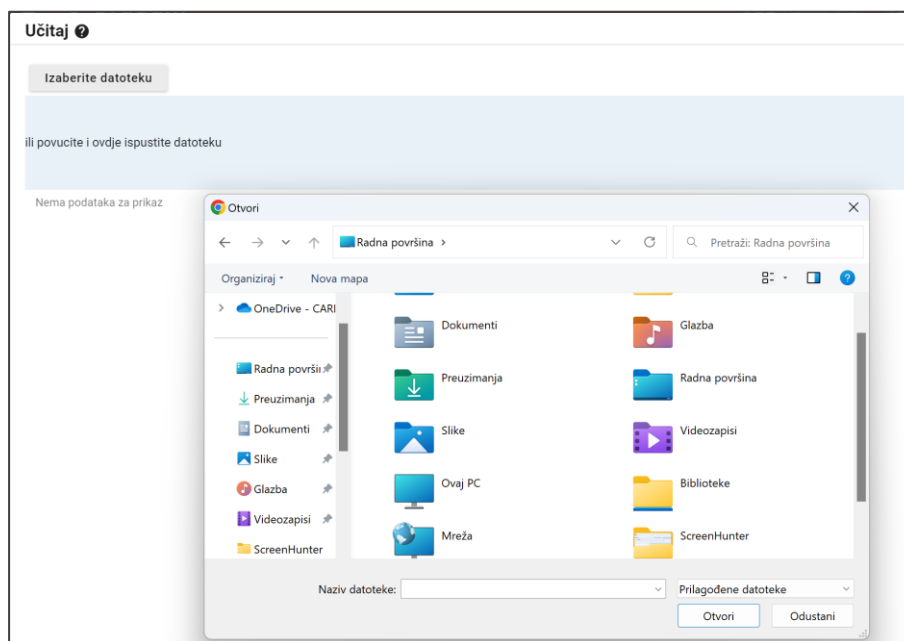 Učitaj
Izaberite datoteku
ili povucite i ovdje ispustite datoteku
Nema podataka za prikaz
Otvori
Radna površina
Pretraži: Radna površina
Organiziraj
Nova mapa
OneDrive - CARI
Radna površii
Preuzimanja
Dokumenti
Slike
Glazba
Videozapisi
ScreenHunter
Dokumenti
Glazba
Preuzimanja
Radna površina
Slike
Videozapisi
Ovaj PC
Biblioteke
Mreža
ScreenHunter
Naziv datoteke:
Prilagođene datoteke
Otvori
Odustani